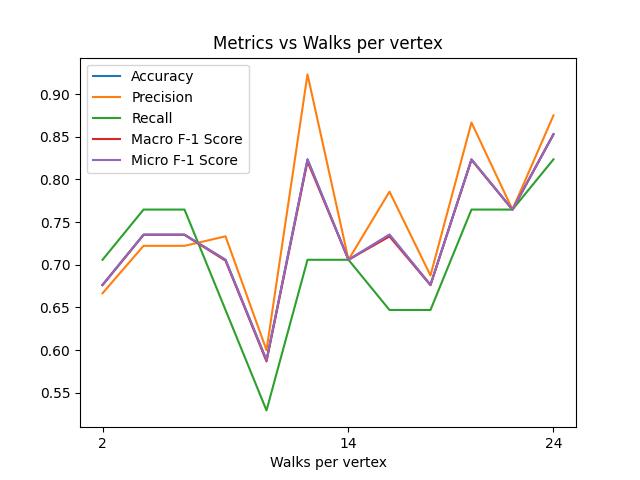 Metrics vs Walks per vertex
Accuracy
Precision
Recall
Macro F-1 Score
Micro F-1 Score
0.90
0.85
0.80
0.75
0.70
0.65
0.60
0.55
2
14
24
Walks per vertex